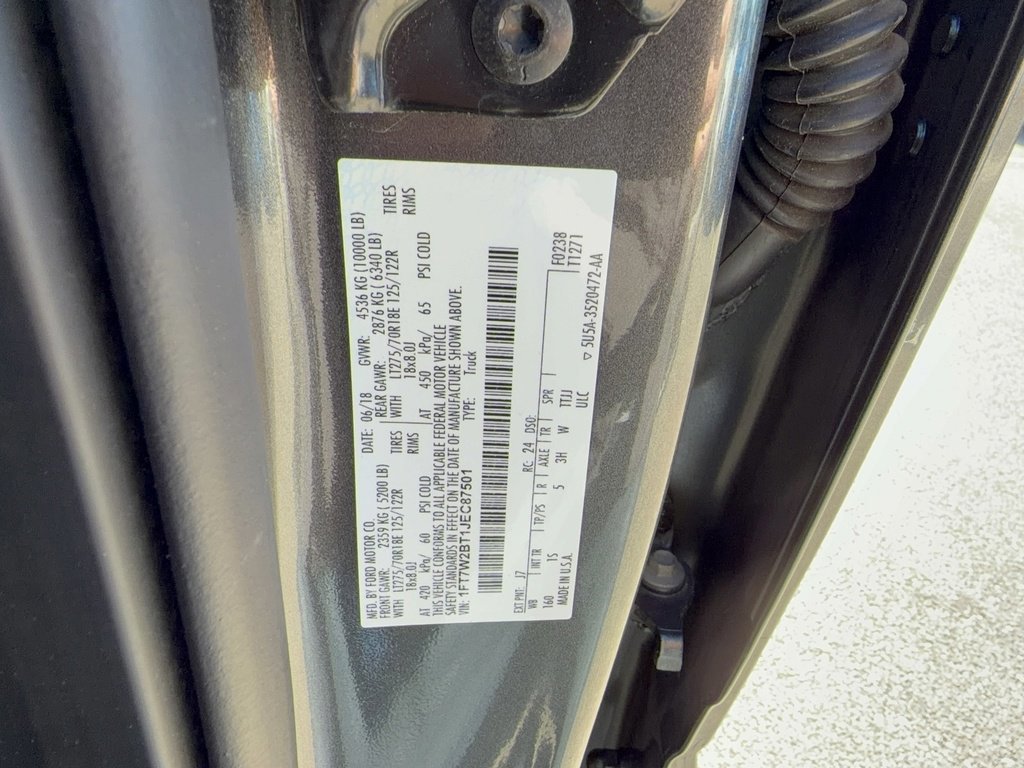 MFD. BY FORD MOTOR CO. DATE: 06/18 GVWR: 4536 KG (10000 LB)
FRONT GAWR: 2359 KG ( 5200 LB) REAR GAWR: 2876 KG ( 6340 LB)
WITH LT275/70R18E 125/122R TIRES WITH LT275/70R18E 125/122R TIRES
18x8.0J RIMS 18x8.0J RIMS
AT 420 kPa/ 60 PSI COLD AT 450 kPa/ 65 PSI COLD
THIS VEHICLE CONFORMS TO ALL APPLICABLE FEDERAL MOTOR VEHICLE
SAFETY STANDARDS IN EFFECT ON THE DATE OF MANUFACTURE SHOWN ABOVE.
VIN: 1FT7W2BT1JEC87501 TYPE: Truck
EXT PNT: J7 RC: 24 DSO: F0238
WB INT TR TP/PS R AXLE TR SPR T1271
160 1S 5 3H W TTJJ
MADE IN U.S.A. ULC ▽ 5U5A-3520472-AA